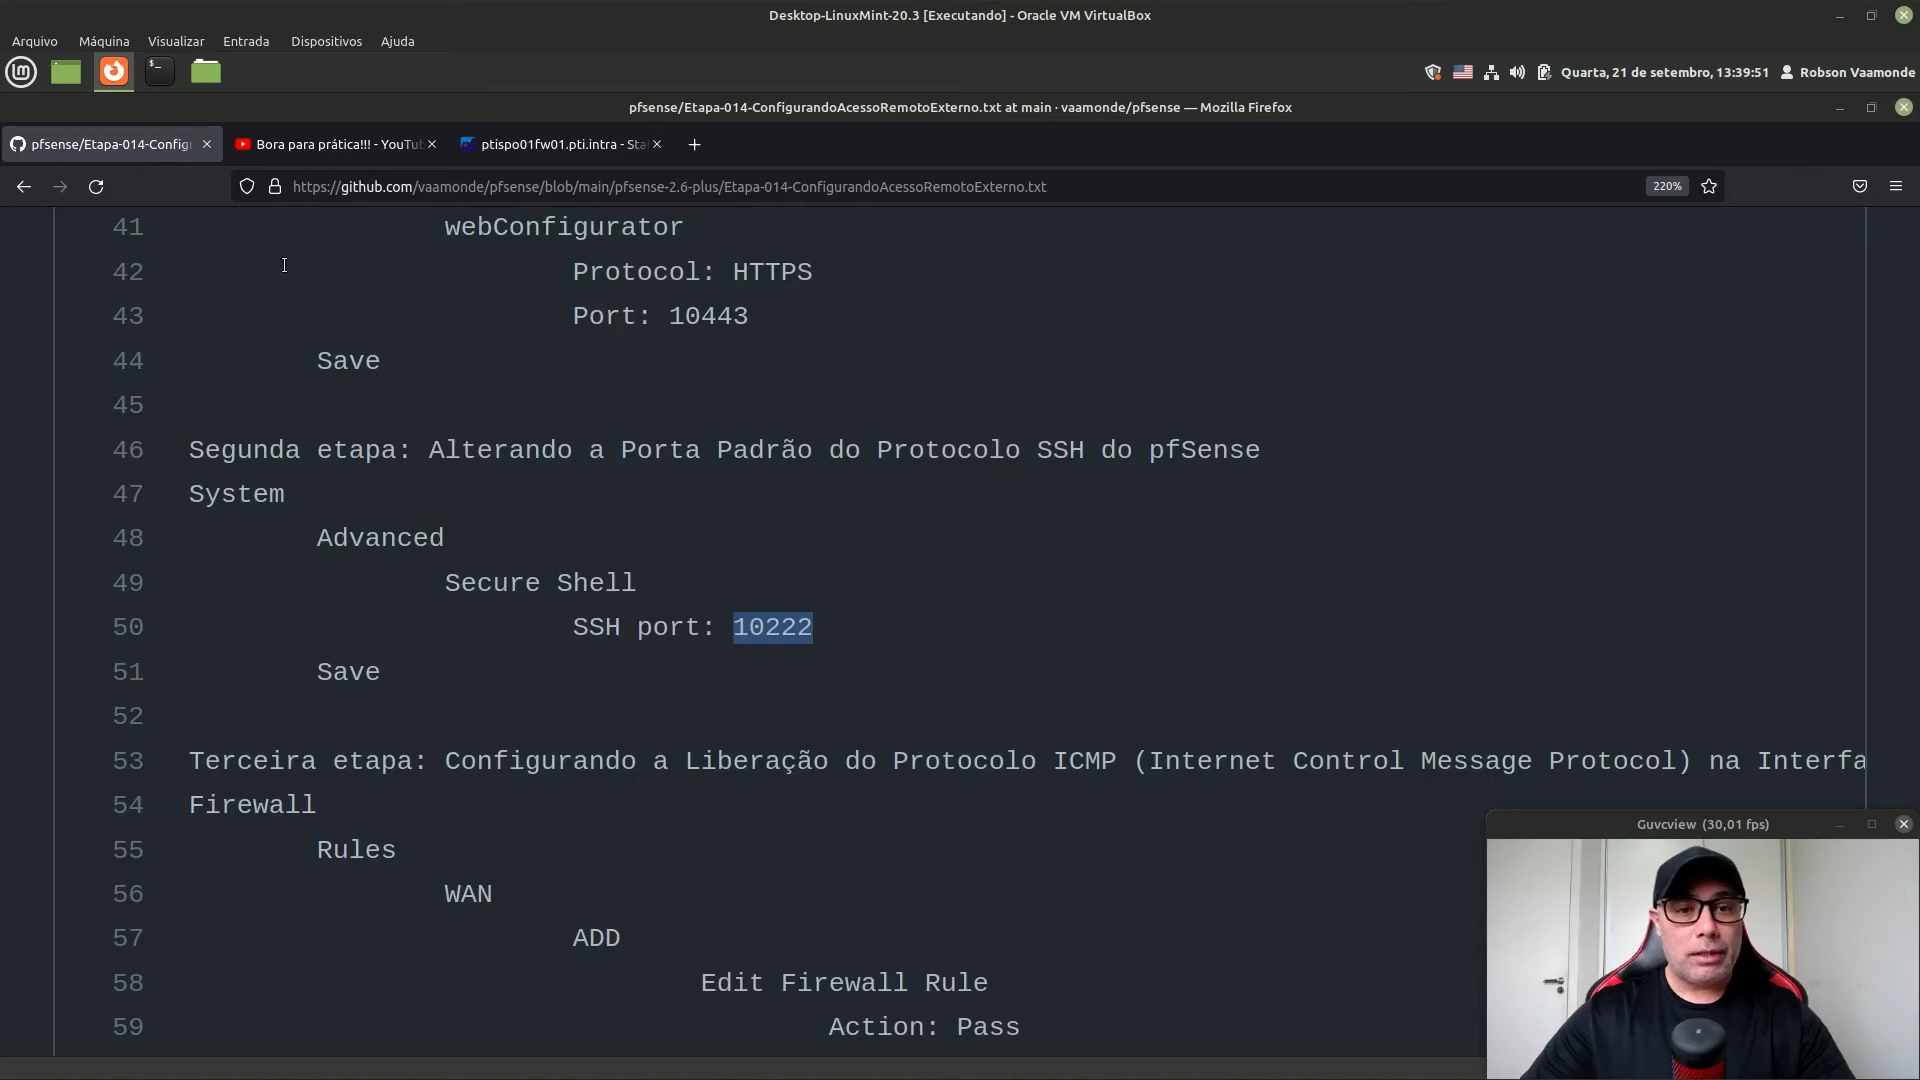 Desktop-LinuxMint-20.3 [Executando] - Oracle VM VirtualBox
Arquivo Máquina Visualizar Entrada Dispositivos Ajuda
Quarta, 21 de setembro, 13:39:51 Robson Vaamonde
pfsense/Etapa-014-ConfigurandoAcessoRemotoExterno.txt at main · vaamonde/pfsense — Mozilla Firefox
pfsense/Etapa-014-Config Bora para prática!!! - YouTu ptispo01fw01.pti.intra - Sta
https://github.com/vaamonde/pfsense/blob/main/pfsense-2.6-plus/Etapa-014-ConfigurandoAcessoRemotoExterno.txt 220%
41 webConfigurator
42 Protocol: HTTPS
43 Port: 10443
44 Save
45
46 Segunda etapa: Alterando a Porta Padrão do Protocolo SSH do pfSense
47 System
48 Advanced
49 Secure Shell
50 SSH port: 10222
51 Save
52
53 Terceira etapa: Configurando a Liberação do Protocolo ICMP (Internet Control Message Protocol) na Interfa
54 Firewall
55 Rules
56 WAN
57 ADD
58 Edit Firewall Rule
59 Action: Pass
Guvcview (30,01 fps)